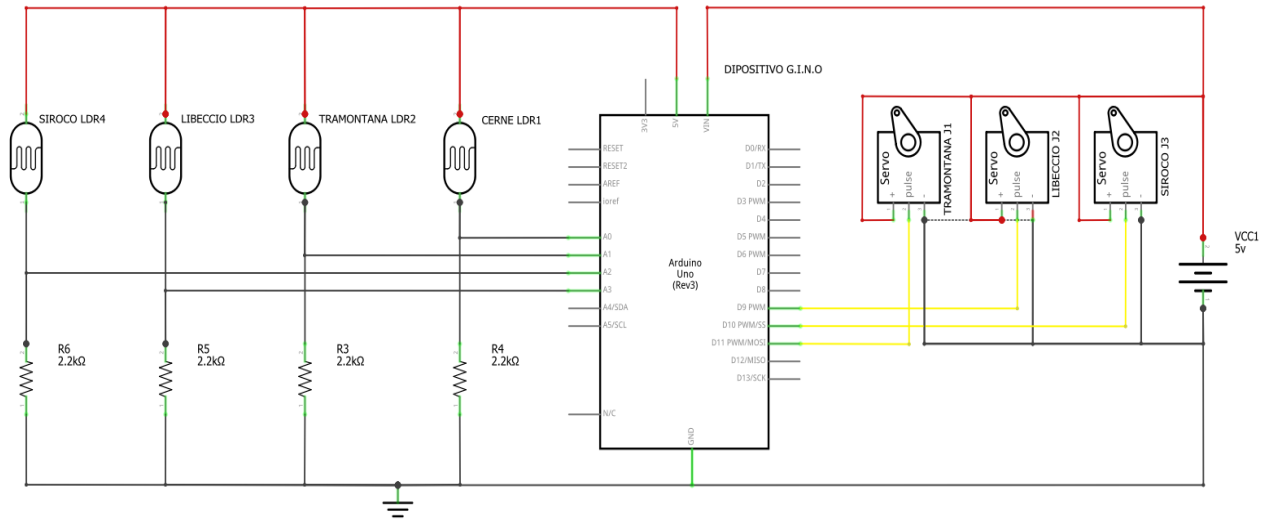 DIPOSITIVO G.I.N.O
SIROCO LDR4
LIBECCIO LDR3
TRAMONTANA LDR2
CERNE LDR1
3V3
5V
VIN
RESET
RESET2
AREF
ioref
A0
A1
A2
A3
A4/SDA
A5/SCL
N/C
Arduino
Uno
(Rev3)
GND
D0/RX
D1/TX
D2
D3 PWM
D4
D5 PWM
D6 PWM
D7
D8
D9 PWM
D10 PWM/SS
D11 PWM/MOSI
D12/MISO
D13/SCK
Servo
+
pulse
-
TRAMONTANA J1
Servo
+
pulse
-
LIBECCIO J2
Servo
+
pulse
-
SIROCO J3
VCC1
5v
R6
2.2kΩ
R5
2.2kΩ
R3
2.2kΩ
R4
2.2kΩ